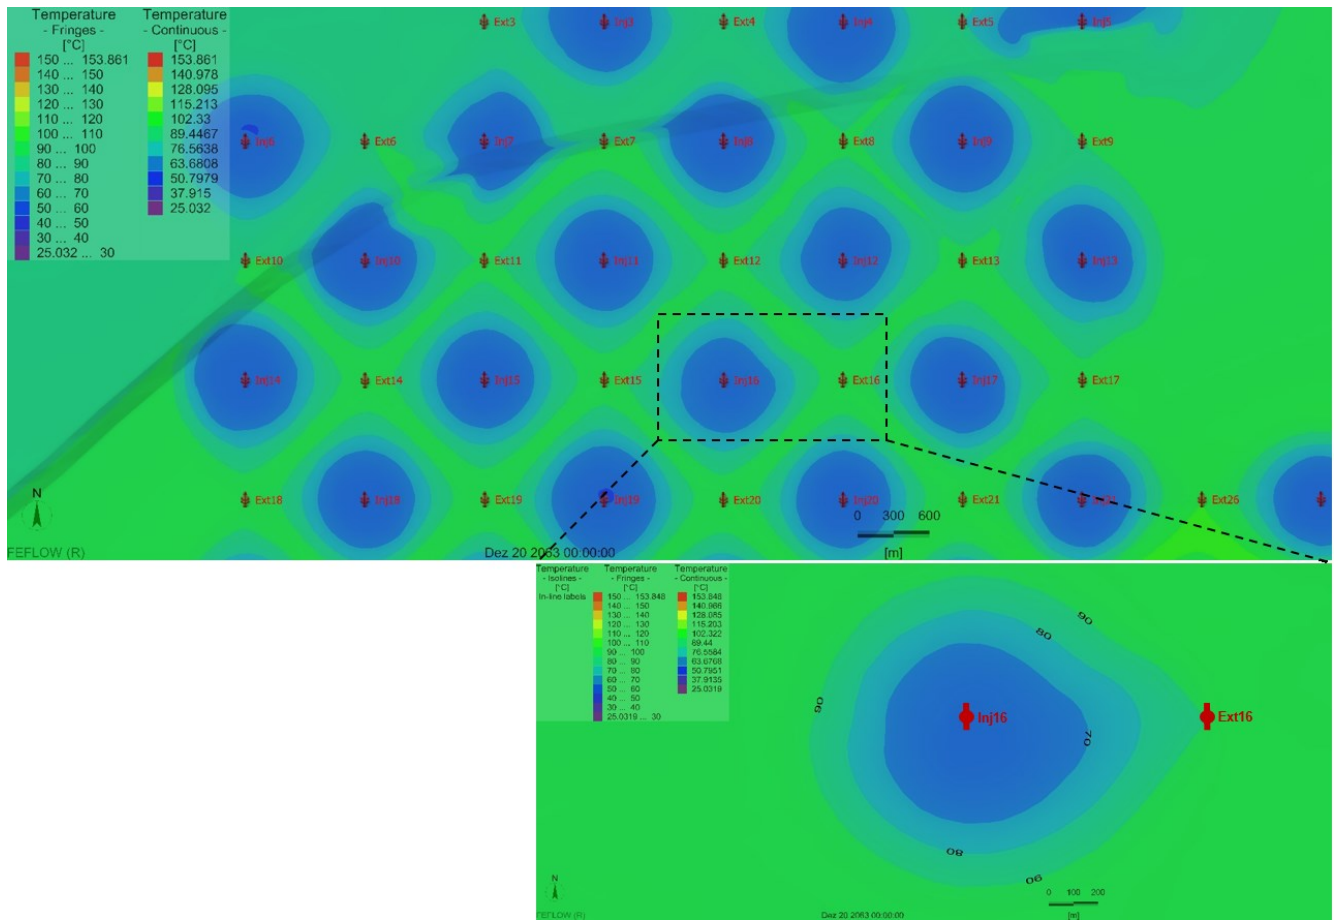 Temperature
- Fringes -
[°C]
150 ... 153.861
140 ... 150
130 ... 140
120 ... 130
110 ... 120
100 ... 110
90 ... 100
80 ... 90
70 ... 80
60 ... 70
50 ... 60
40 ... 50
30 ... 40
25.032 ... 30
Temperature
- Continuous -
[°C]
153.861
140.978
128.095
115.213
102.33
89.4467
76.5638
63.6808
50.7979
37.915
25.032
Ext3 Inj3 Ext4 Inj4 Ext5 Inj5
Inj6 Ext6 Inj7 Ext7 Inj8 Ext8 Inj9 Ext9
Ext10 Inj10 Ext11 Inj11 Ext12 Inj12 Ext13 Inj13
Inj14 Ext14 Inj15 Ext15 Inj16 Ext16 Inj17 Ext17
Ext18 Inj18 Ext19 Inj19 Ext20 Inj20 Ext21 Inj21 Ext26
N
0 300 600
[m]
FEFLOW (R)
Dez 20 2063 00:00:00
Temperature
- Isolines -
[°C]
In-line labels
Temperature
- Fringes -
[°C]
150 ... 153.848
140 ... 150
130 ... 140
120 ... 130
110 ... 120
100 ... 110
90 ... 100
80 ... 90
70 ... 80
60 ... 70
50 ... 60
40 ... 50
30 ... 40
25.0319 ... 30
Temperature
- Continuous -
[°C]
153.848
140.966
128.085
115.203
102.322
89.44
76.5584
63.6768
50.7951
37.9135
25.0319
90
80
90
Inj16
Ext16
70
80
90
N
0 100 200
[m]
FEFLOW (R)
Dez 20 2063 00:00:00